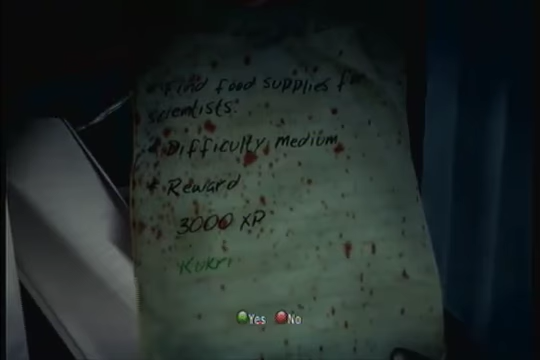 * Find food supplies for
scientists.
* Difficulty, medium
* Reward
3000 XP
Kukri
Yes No